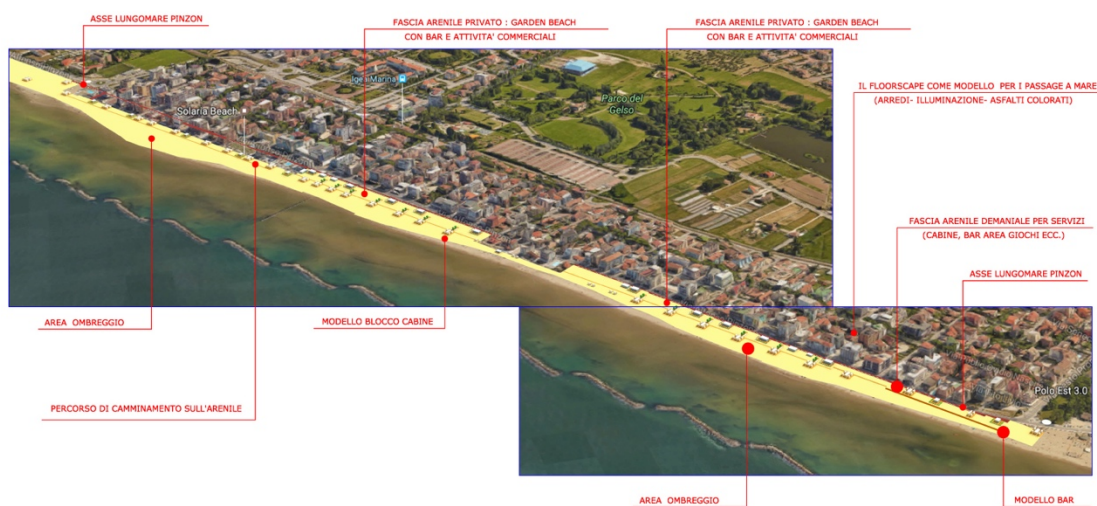 ASSE LUNGOMARE PINZON
FASCIA ARENILE PRIVATO : GARDEN BEACH
CON BAR E ATTIVITA' COMMERCIALI
FASCIA ARENILE PRIVATO : GARDEN BEACH
CON BAR E ATTIVITA' COMMERCIALI
Igea Marina
Solaria Beach
Parco del
Gelso
IL FLOORSCAPE COME MODELLO PER I PASSAGE A MARE
(ARREDI- ILLUMINAZIONE- ASFALTI COLORATI)
FASCIA ARENILE DEMANIALE PER SERVIZI
(CABINE, BAR AREA GIOCHI ECC.)
ASSE LUNGOMARE PINZON
AREA OMBREGGIO
MODELLO BLOCCO CABINE
PERCORSO DI CAMMINAMENTO SULL'ARENILE
Polo Est 3.0
AREA OMBREGGIO
MODELLO BAR